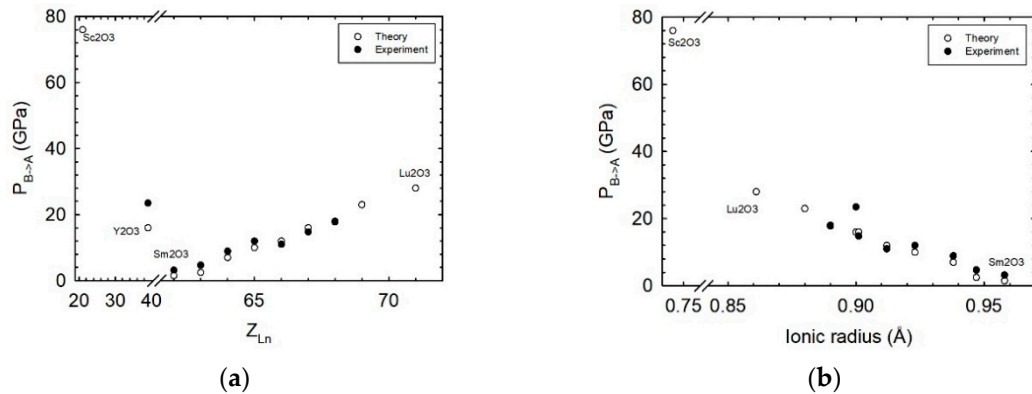 80
60
40
20
0
P_B->A (GPa)
Sc2O3
Theory
Experiment
Y2O3
Sm2O3
Lu2O3
20 30 40 65 70
Z_Ln
(a)
80
60
40
20
0
P_B->A (GPa)
Sc2O3
Theory
Experiment
Lu2O3
Sm2O3
0.75 0.85 0.90 0.95
Ionic radius (Å)
(b)